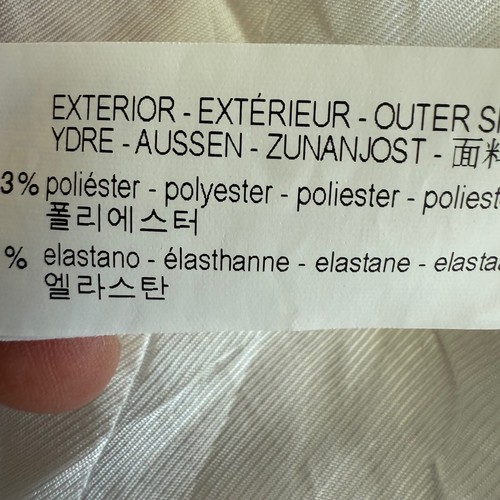 EXTERIOR - EXTÉRIEUR - OUTER
YDRE - AUSSEN - ZUNANJOST - 面料
3% poliéster - polyester - poliester - poliest
폴리에스터
% elastano - élasthanne - elastane - elasta
엘라스탄